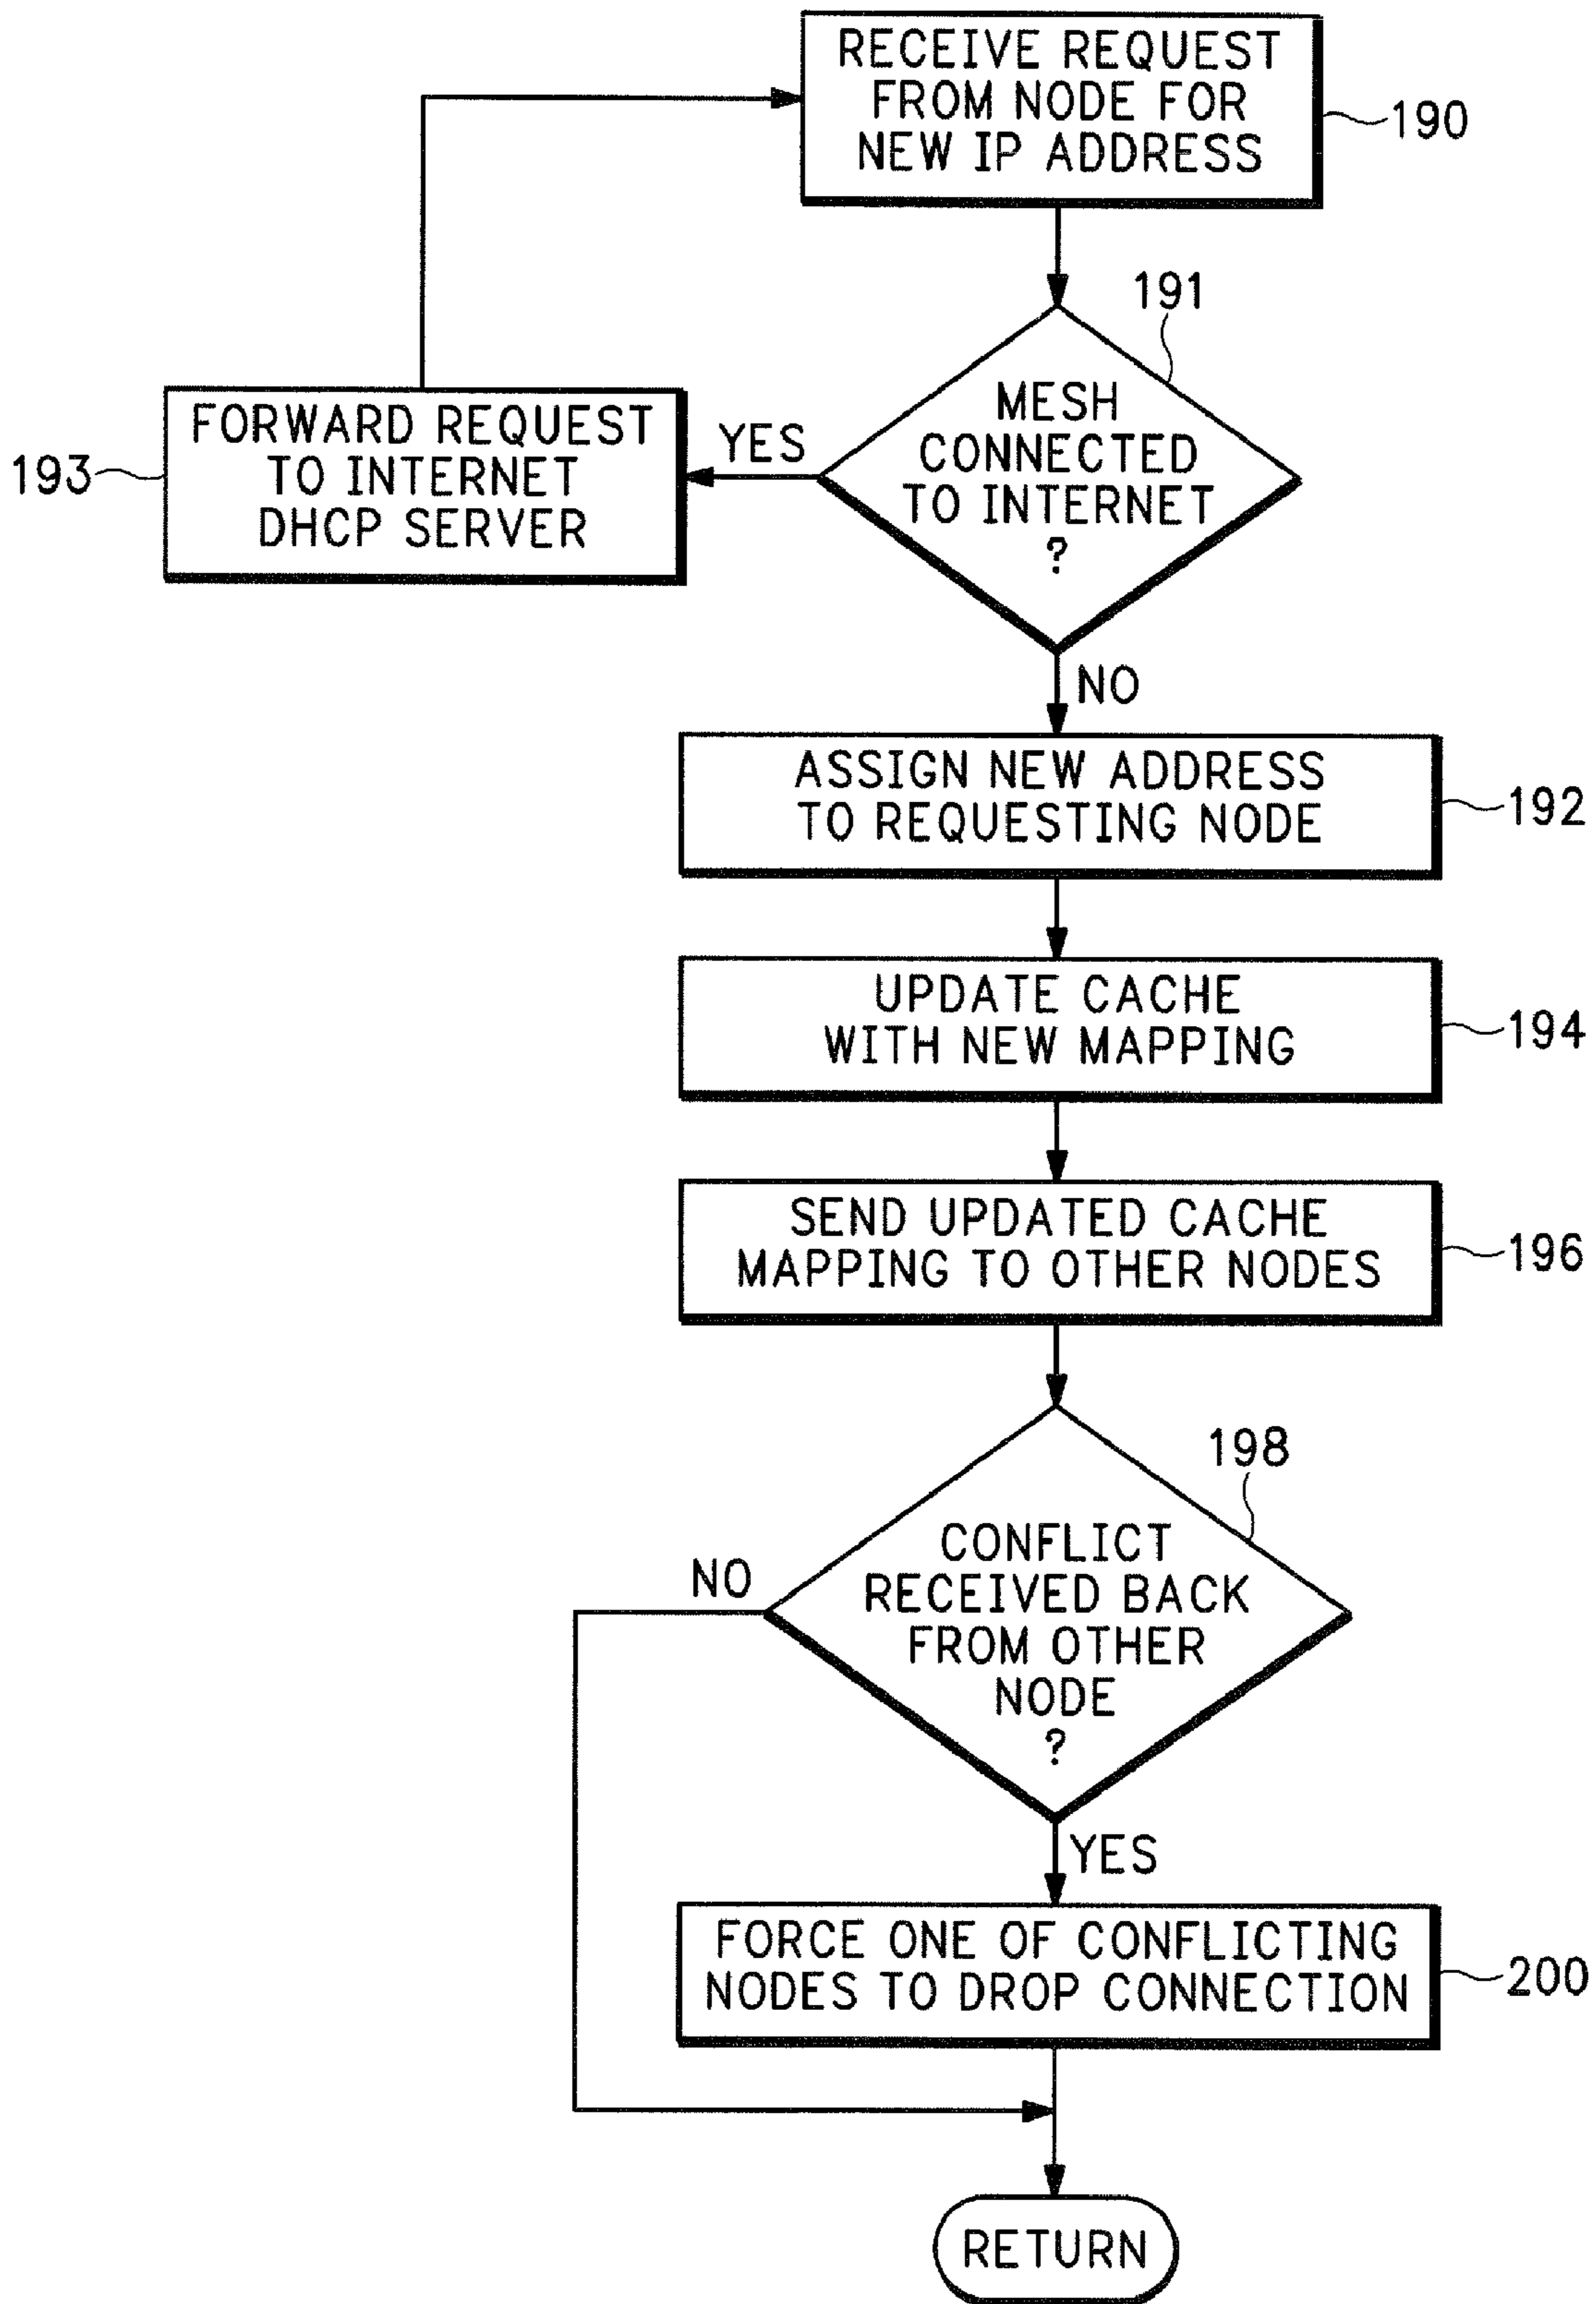 RECEIVE REQUEST
FROM NODE FOR
NEW IP ADDRESS
190
191
MESH
CONNECTED
TO INTERNET
?
YES
FORWARD REQUEST
TO INTERNET
DHCP SERVER
193
NO
ASSIGN NEW ADDRESS
TO REQUESTING NODE
192
UPDATE CACHE
WITH NEW MAPPING
194
SEND UPDATED CACHE
MAPPING TO OTHER NODES
196
198
CONFLICT
RECEIVED BACK
FROM OTHER
NODE
?
NO
YES
FORCE ONE OF CONFLICTING
NODES TO DROP CONNECTION
200
RETURN